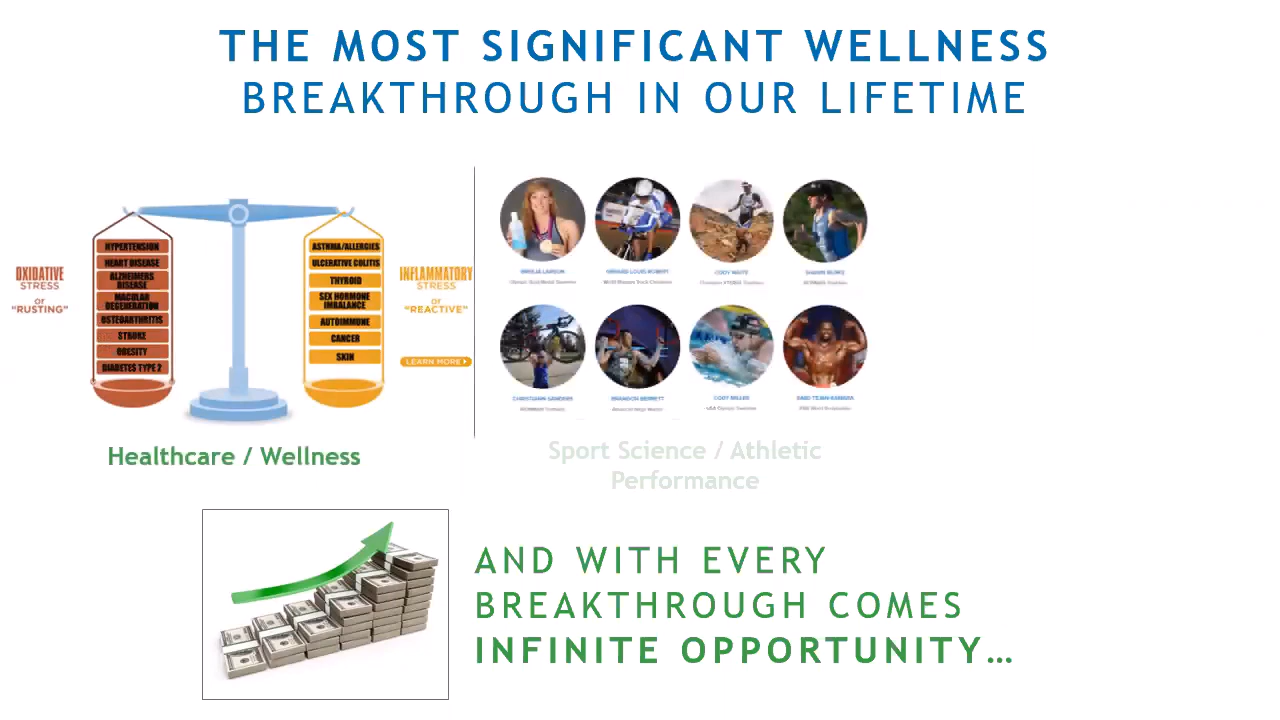 THE MOST SIGNIFICANT WELLNESS
BREAKTHROUGH IN OUR LIFETIME
OXIDATIVE
STRESS
or
"RUSTING"
HYPERTENSION
HEART DISEASE
ALZHEIMERS
DISEASE
MACULAR
DEGENERATION
OSTEOARTHRITIS
STROKE
OBESITY
DIABETES TYPE 2
ASTHMA/ALLERGIES
ULCERATIVE COLITIS
THYROID
SEX HORMONE
IMBALANCE
AUTOIMMUNE
CANCER
SKIN
INFLAMMATORY
STRESS
or
"REACTIVE"
LEARN MORE
Healthcare / Wellness
CODY WAITE
CODY MILLER
Sport Science / Athletic
Performance
AND WITH EVERY
BREAKTHROUGH COMES
INFINITE OPPORTUNITY…